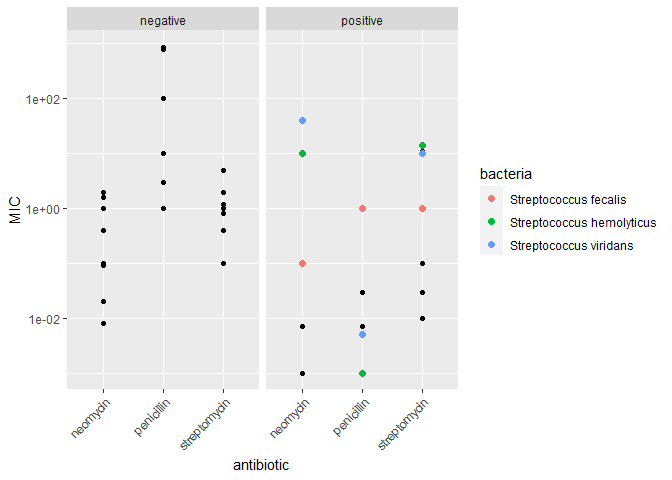 negative
positive
1e+02
1e+00
1e-02
MIC
neomycin
penicillin
streptomycin
neomycin
penicillin
streptomycin
antibiotic
bacteria
Streptococcus fecalis
Streptococcus hemolyticus
Streptococcus viridans